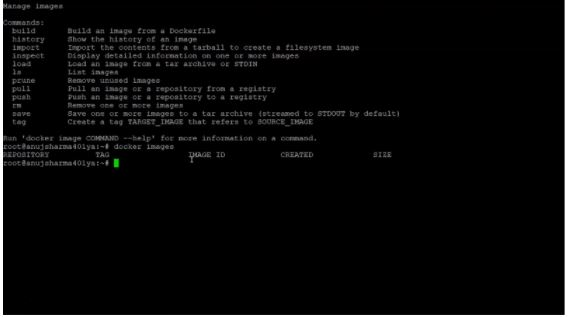 Manage images
Commands:
build Build an image from a Dockerfile
history Show the history of an image
import Import the contents from a tarball to create a filesystem image
inspect Display detailed information on one or more images
load Load an image from a tar archive or STDIN
ls List images
prune Remove unused images
pull Pull an image or a repository from a registry
push Push an image or a repository to a registry
rm Remove one or more images
save Save one or more images to a tar archive (streamed to STDOUT by default)
tag Create a tag TARGET_IMAGE that refers to SOURCE_IMAGE
Run 'docker image COMMAND --help' for more information on a command.
root@anujsharma401ya:~# docker images
REPOSITORY TAG IMAGE ID CREATED SIZE
root@anujsharma401ya:~#